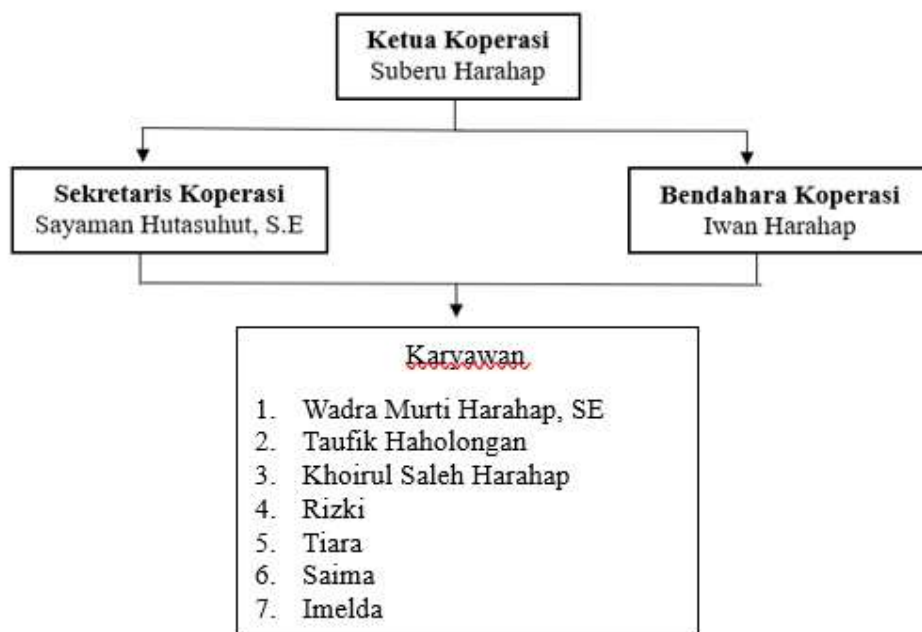 Ketua Koperasi
Suberu Harahap
Sekretaris Koperasi
Sayaman Hutasuhut, S.E
Bendahara Koperasi
Iwan Harahap
Karyawan
1. Wadra Murti Harahap, SE
2. Taufik Haholongan
3. Khoirul Saleh Harahap
4. Rizki
5. Tiara
6. Saima
7. Imelda